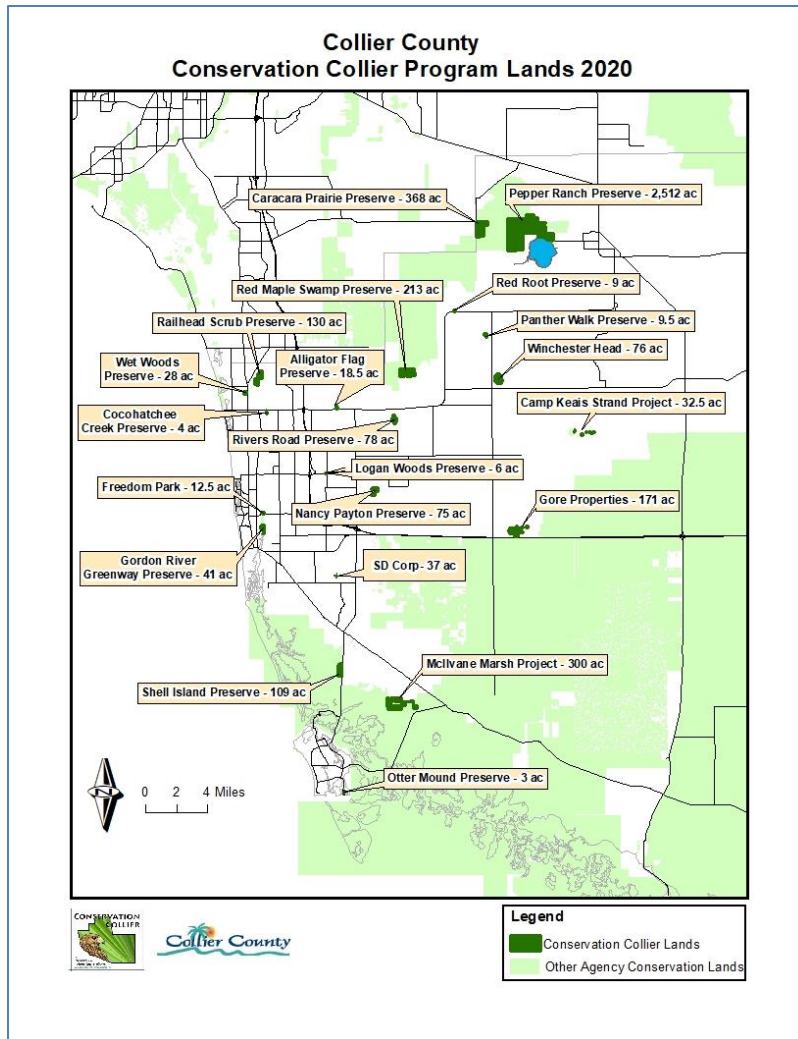 Collier County
Conservation Collier Program Lands 2020
Caracara Prairie Preserve - 368 ac
Pepper Ranch Preserve - 2,512 ac
Red Maple Swamp Preserve - 213 ac
Red Root Preserve - 9 ac
Railhead Scrub Preserve - 130 ac
Panther Walk Preserve - 9.5 ac
Wet Woods
Preserve - 28 ac
Alligator Flag
Preserve - 18.5 ac
Winchester Head - 76 ac
Cocohatchee
Creek Preserve - 4 ac
Camp Keais Strand Project - 32.5 ac
Rivers Road Preserve - 78 ac
Logan Woods Preserve - 6 ac
Freedom Park - 12.5 ac
Nancy Payton Preserve - 75 ac
Gore Properties - 171 ac
Gordon River
Greenway Preserve - 41 ac
SD Corp- 37 ac
McIlvane Marsh Project - 300 ac
Shell Island Preserve - 109 ac
Otter Mound Preserve - 3 ac
N
0 2 4 Miles
CONSERVATION
COLLIER
Collier County
Legend
Conservation Collier Lands
Other Agency Conservation Lands